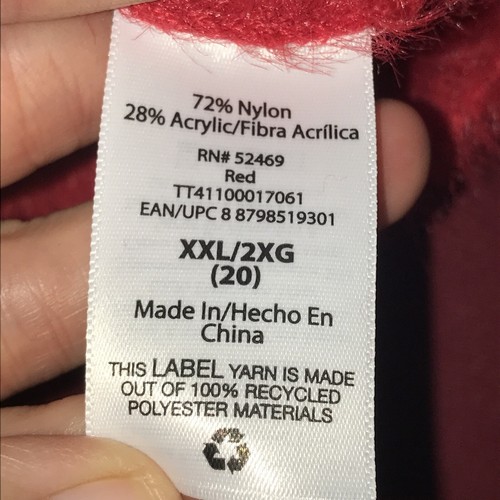 72% Nylon
28% Acrylic/Fibra Acrílica
RN# 52469
Red
TT41100017061
EAN/UPC 8 8798519301
XXL/2XG
(20)
Made In/Hecho En
China
THIS LABEL YARN IS MADE
OUT OF 100% RECYCLED
POLYESTER MATERIALS